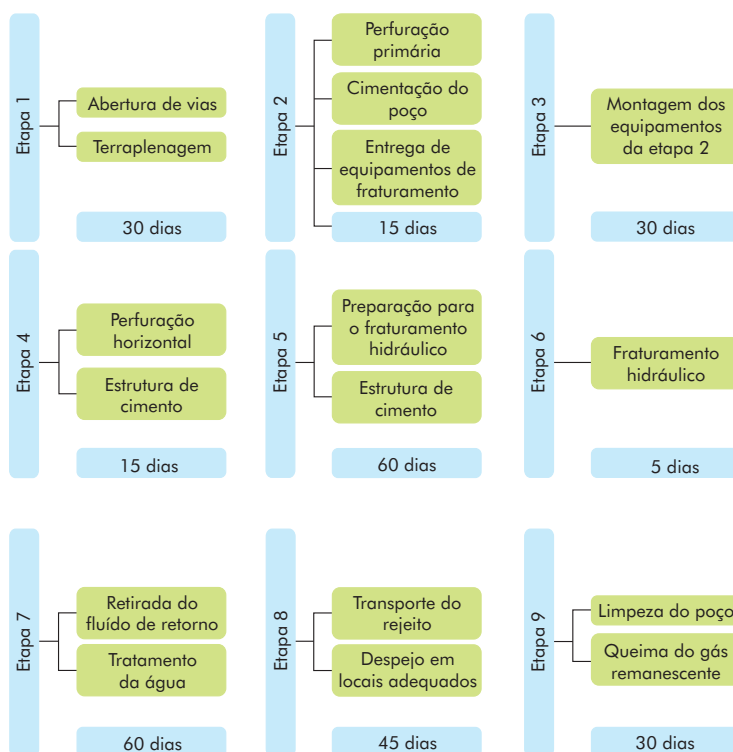 Etapa 1
Abertura de vias
Terraplenagem
30 dias
Etapa 2
Perfuração
primária
Cimentação do
poço
Entrega de
equipamentos de
fraturamento
15 dias
Etapa 3
Montagem dos
equipamentos
da etapa 2
30 dias
Etapa 4
Perfuração
horizontal
Estrutura de
cimento
15 dias
Etapa 5
Preparação para
o fraturamento
hidráulico
Estrutura de
cimento
60 dias
Etapa 6
Fraturamento
hidráulico
5 dias
Etapa 7
Retirada do
fluído de retorno
Tratamento
da água
60 dias
Etapa 8
Transporte do
rejeito
Despejo em
locais adequados
45 dias
Etapa 9
Limpeza do poço
Queima do gás
remanescente
30 dias